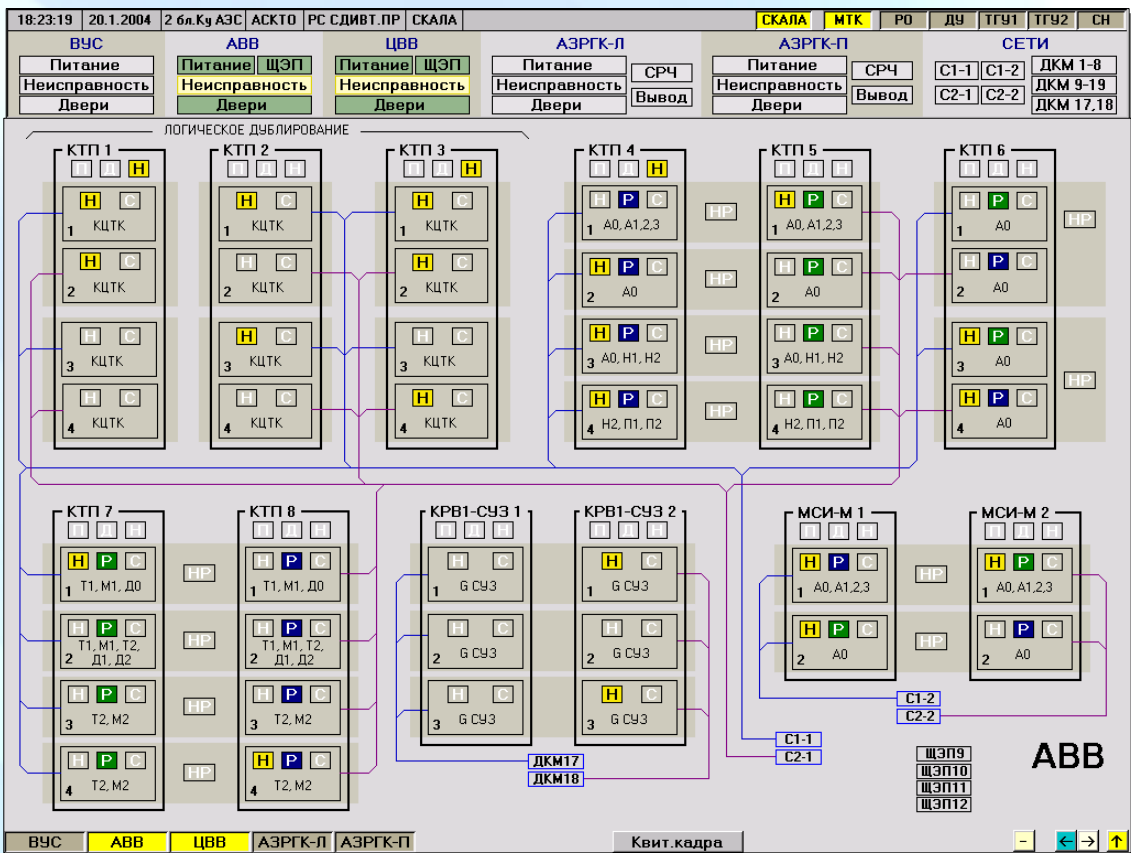 18:23:19 20.1.2004 2 бл.Ку АЭС АСКТО РС СДИВТ.ПР СКАЛА СКАЛА МТК РО ДУ ТГУ1 ТГУ2 СН
ВУС АВВ ЦВВ АЗРГК-Л АЗРГК-П СЕТИ
Питание Питание ЩЭП Питание ЩЭП Питание СРЧ Питание СРЧ С1-1 С1-2 ДКМ 1-8
Неисправность Неисправность Неисправность Неисправность Неисправность ДКМ 9-19
Двери Двери Двери Двери Вывод Двери Вывод С2-1 С2-2 ДКМ 17,18
ЛОГИЧЕСКОЕ ДУБЛИРОВАНИЕ
КТП 1 КТП 2 КТП 3 КТП 4 КТП 5 КТП 6
П Д Н П Д Н П Д Н П Д Н П Д Н П Д Н
Н С Н С Н С Н Р С НР Н Р С Н Р С НР
1 КЦТК 1 КЦТК 1 КЦТК 1 А0, А1,2,3 1 А0, А1,2,3 1 А0
Н С Н С Н С Н Р С НР Н Р С Н Р С
2 КЦТК 2 КЦТК 2 КЦТК 2 А0 2 А0 2 А0
Н С Н С Н С Н Р С НР Н Р С Н Р С
3 КЦТК 3 КЦТК 3 КЦТК 3 А0, Н1, Н2 3 А0, Н1, Н2 3 А0
НР
Н С Н С Н С Н Р С НР Н Р С Н Р С
4 КЦТК 4 КЦТК 4 КЦТК 4 Н2, П1, П2 4 Н2, П1, П2 4 А0
КТП 7 КТП 8 КРВ1-СУЗ 1 КРВ1-СУЗ 2 МСИ-М 1 МСИ-М 2
П Д Н П Д Н П Д Н П Д Н П Д Н П Д Н
Н Р С НР Н Р С Н С Н С Н Р С НР Н Р С
1 Т1, М1, Д0 1 Т1, М1, Д0 1 G СУЗ 1 G СУЗ 1 А0, А1,2,3 1 А0, А1,2,3
Н Р С НР Н Р С Н С Н С Н Р С НР Н Р С
Т1, М1, Т2, Т1, М1, Т2,
2 Д1, Д2 2 Д1, Д2 2 G СУЗ 2 G СУЗ 2 А0 2 А0
Н Р С НР Н Р С Н С Н С
3 Т2, М2 3 Т2, М2 3 G СУЗ 3 G СУЗ
С1-2
С2-2
С1-1
С2-1
Н Р С НР Н Р С
4 Т2, М2 4 Т2, М2
ДКМ17
ДКМ18
ЩЭП9
ЩЭП10
ЩЭП11
ЩЭП12
АВВ
ВУС АВВ ЦВВ АЗРГК-Л АЗРГК-П Квит.кадра - ← → ↑